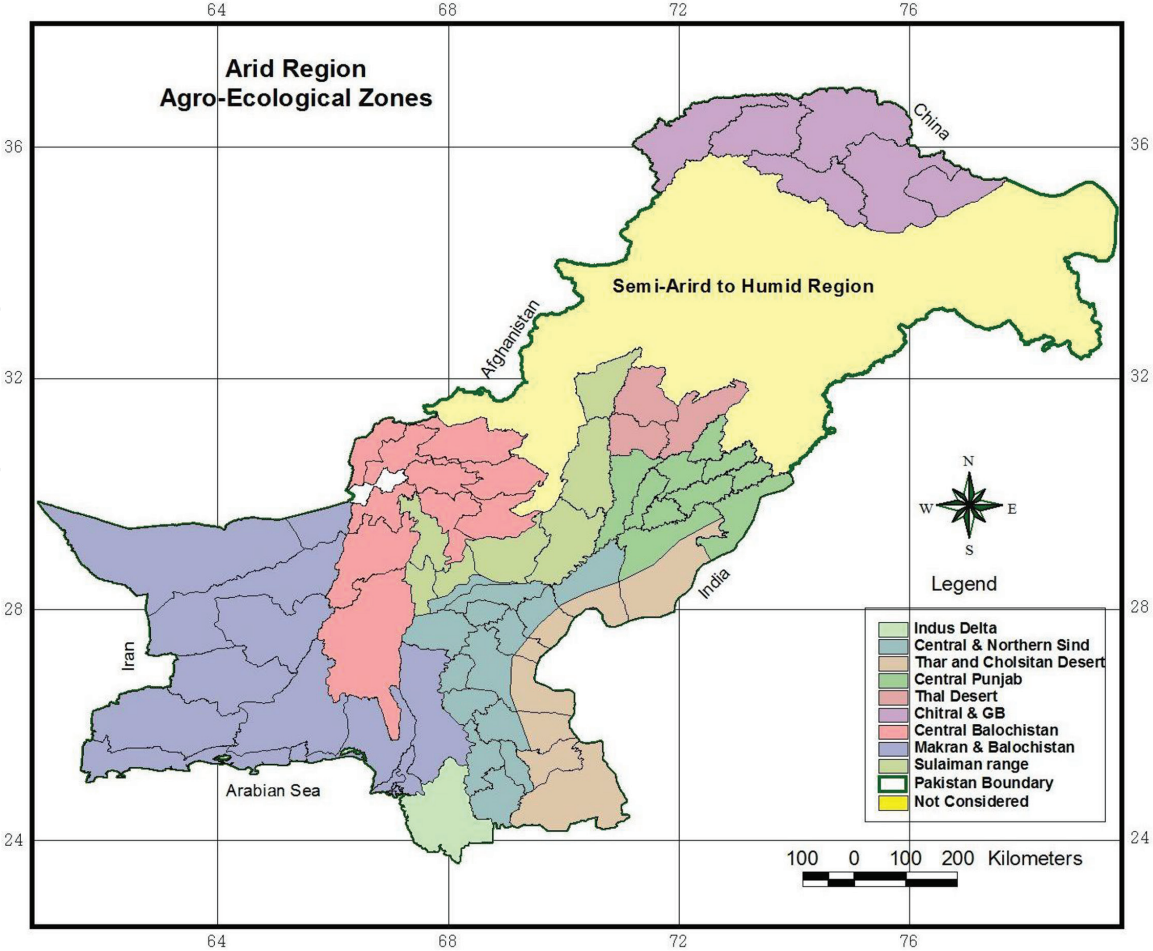 64 68 72 76
Arid Region
Agro-Ecological Zones
China
36 36
Semi-Arird to Humid Region
Afghanistan
32 32
N
W E
S
India
Legend
28 28
Indus Delta
Central & Northern Sind
Thar and Cholsitan Desert
Central Punjab
Thal Desert
Chitral & GB
Central Balochistan
Makran & Balochistan
Sulaiman range
Pakistan Boundary
Not Considered
Iran
Arabian Sea
24 24
100 0 100 200 Kilometers
64 68 72 76